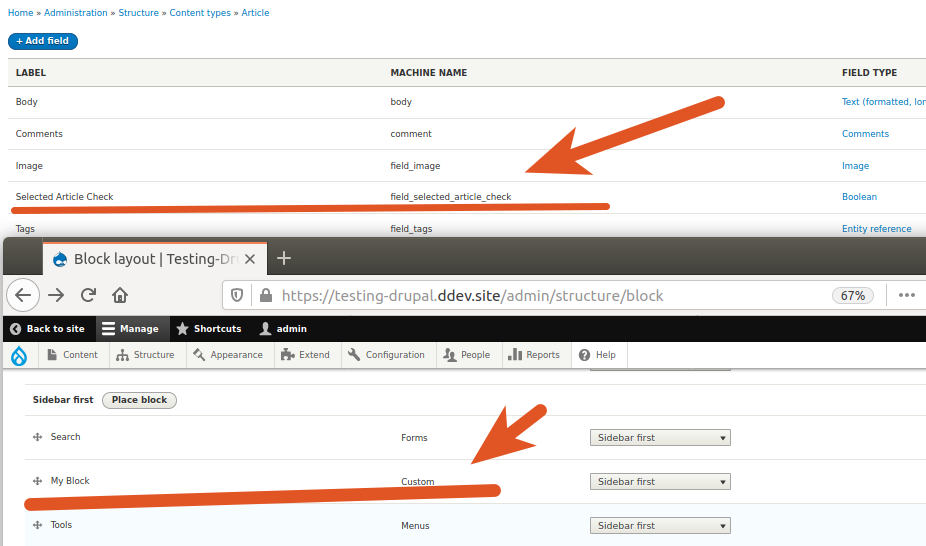 Home » Administration » Structure » Content types » Article
+ Add field
LABEL MACHINE NAME FIELD TYPE
Body body Text (formatted, lon
Comments comment Comments
Image field_image Image
Selected Article Check field_selected_article_check Boolean
Tags field_tags Entity reference
Block layout | Testing-Dru
https://testing-drupal.ddev.site/admin/structure/block 67%
Back to site Manage Shortcuts admin
Content Structure Appearance Extend Configuration People Reports Help
Sidebar first Place block
Search Forms Sidebar first
My Block Custom Sidebar first
Tools Menus Sidebar first